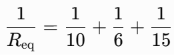 1/R_eq = 1/10 + 1/6 + 1/15